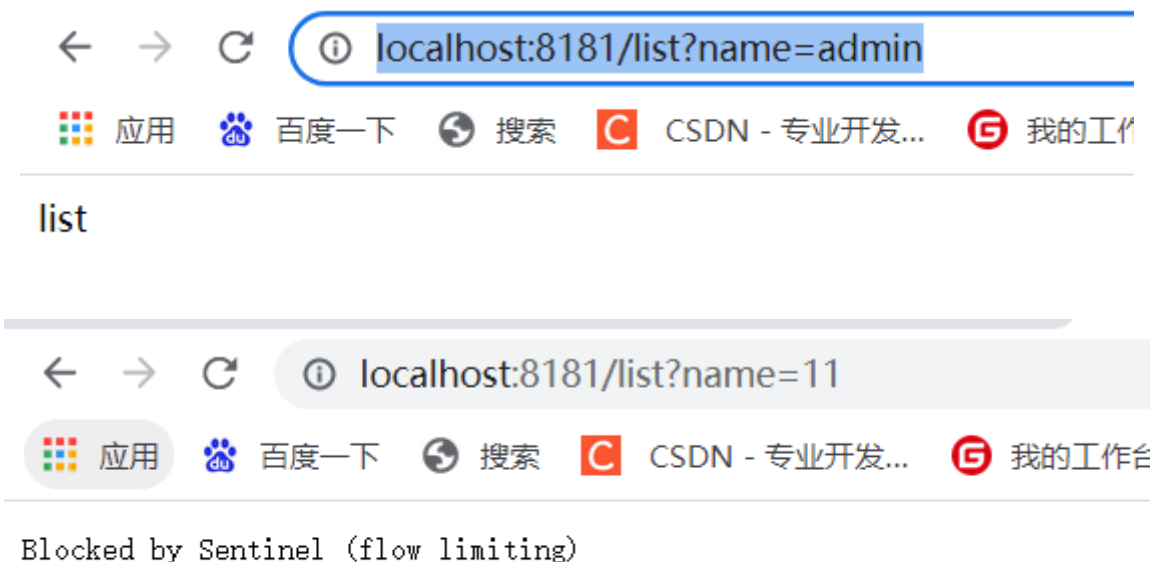 localhost:8181/list?name=admin
应用 百度一下 搜索 C CSDN - 专业开发... G 我的工作
list
localhost:8181/list?name=11
应用 百度一下 搜索 C CSDN - 专业开发... G 我的工作台
Blocked by Sentinel (flow limiting)